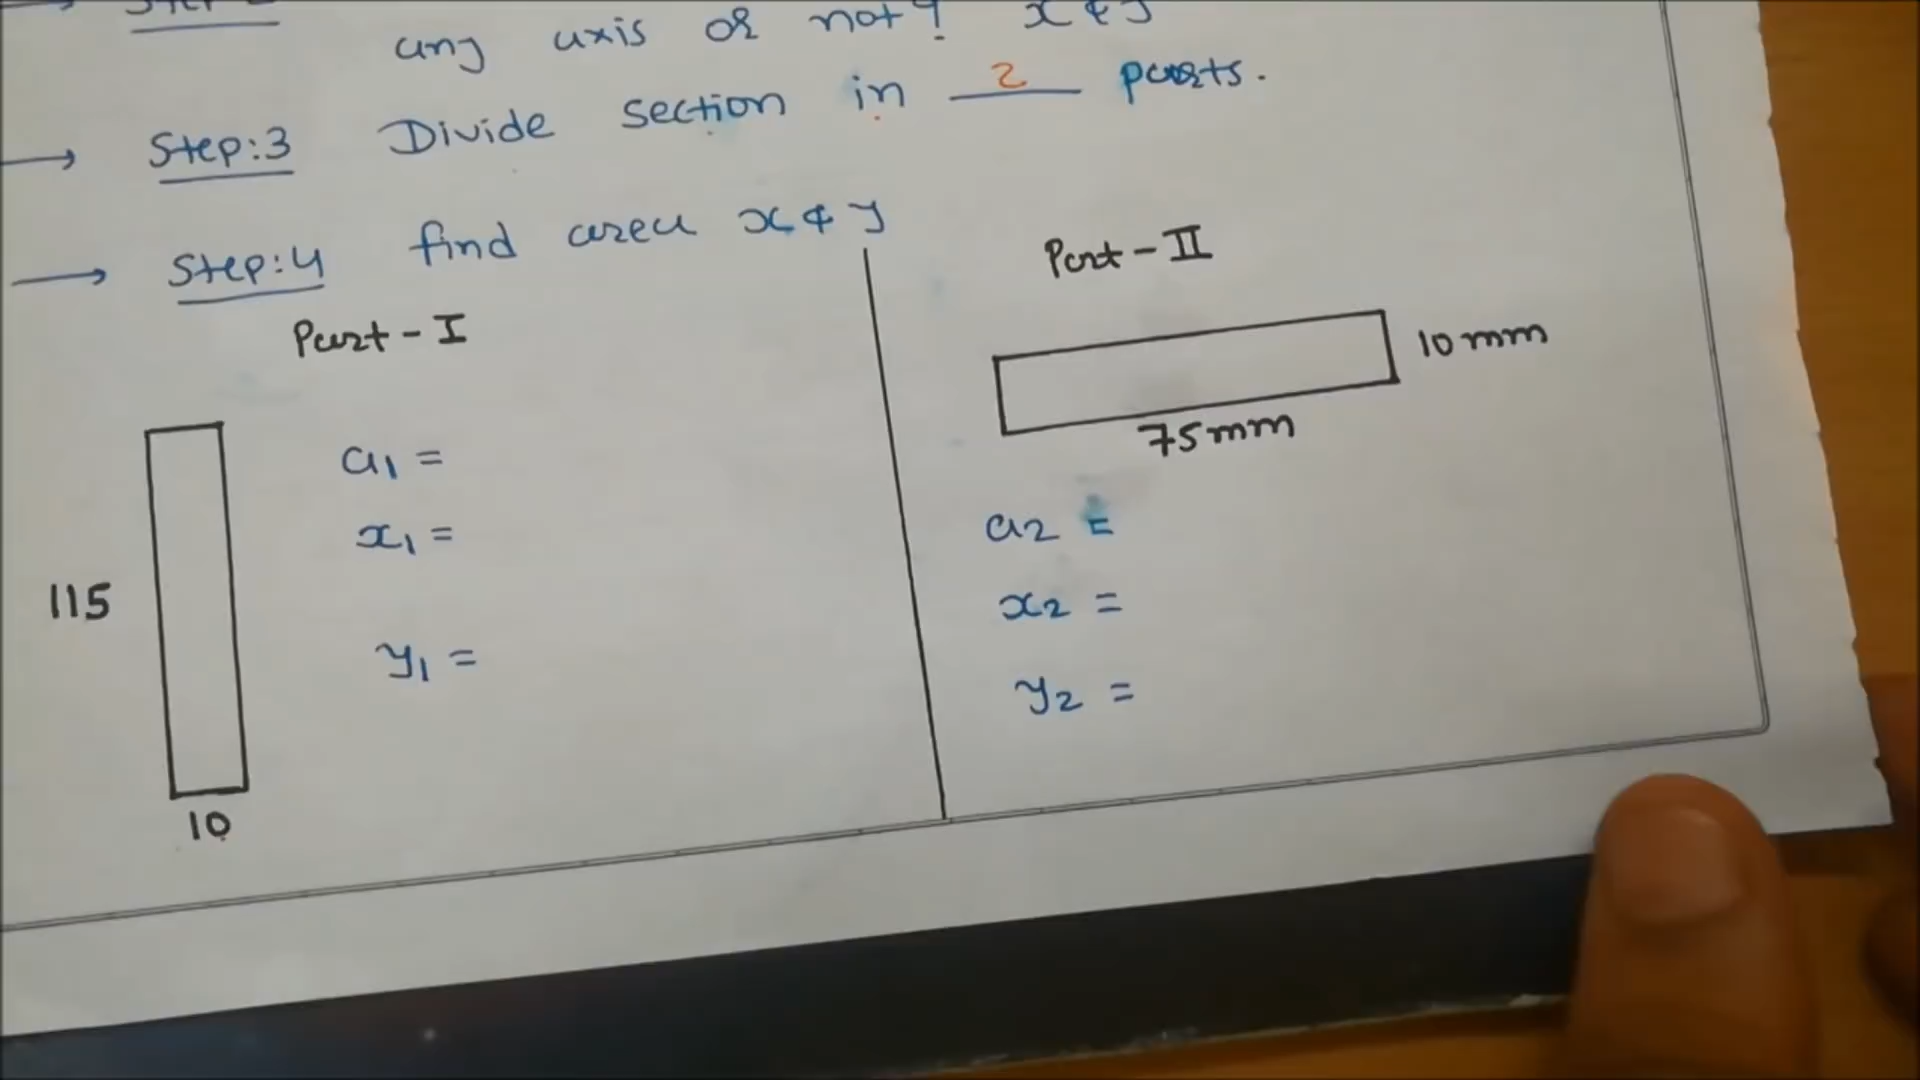 any axis or not? x & y
Step:3 Divide section in 2 parts.
Step:4 find area x & y
Part - I
115
10
a1 =
x1 =
y1 =
Part - II
10 mm
75 mm
a2 =
x2 =
y2 =